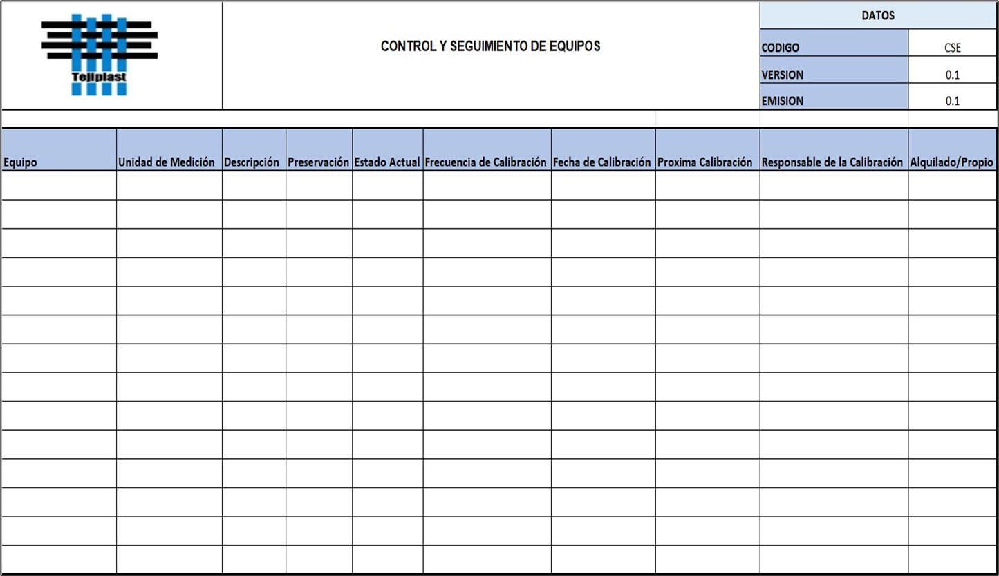 Tejiplast
CONTROL Y SEGUIMIENTO DE EQUIPOS
DATOS
CODIGO CSE
VERSION 0.1
EMISION 0.1
Equipo Unidad de Medición Descripción Preservación Estado Actual Frecuencia de Calibración Fecha de Calibración Proxima Calibración Responsable de la Calibración Alquilado/Propio